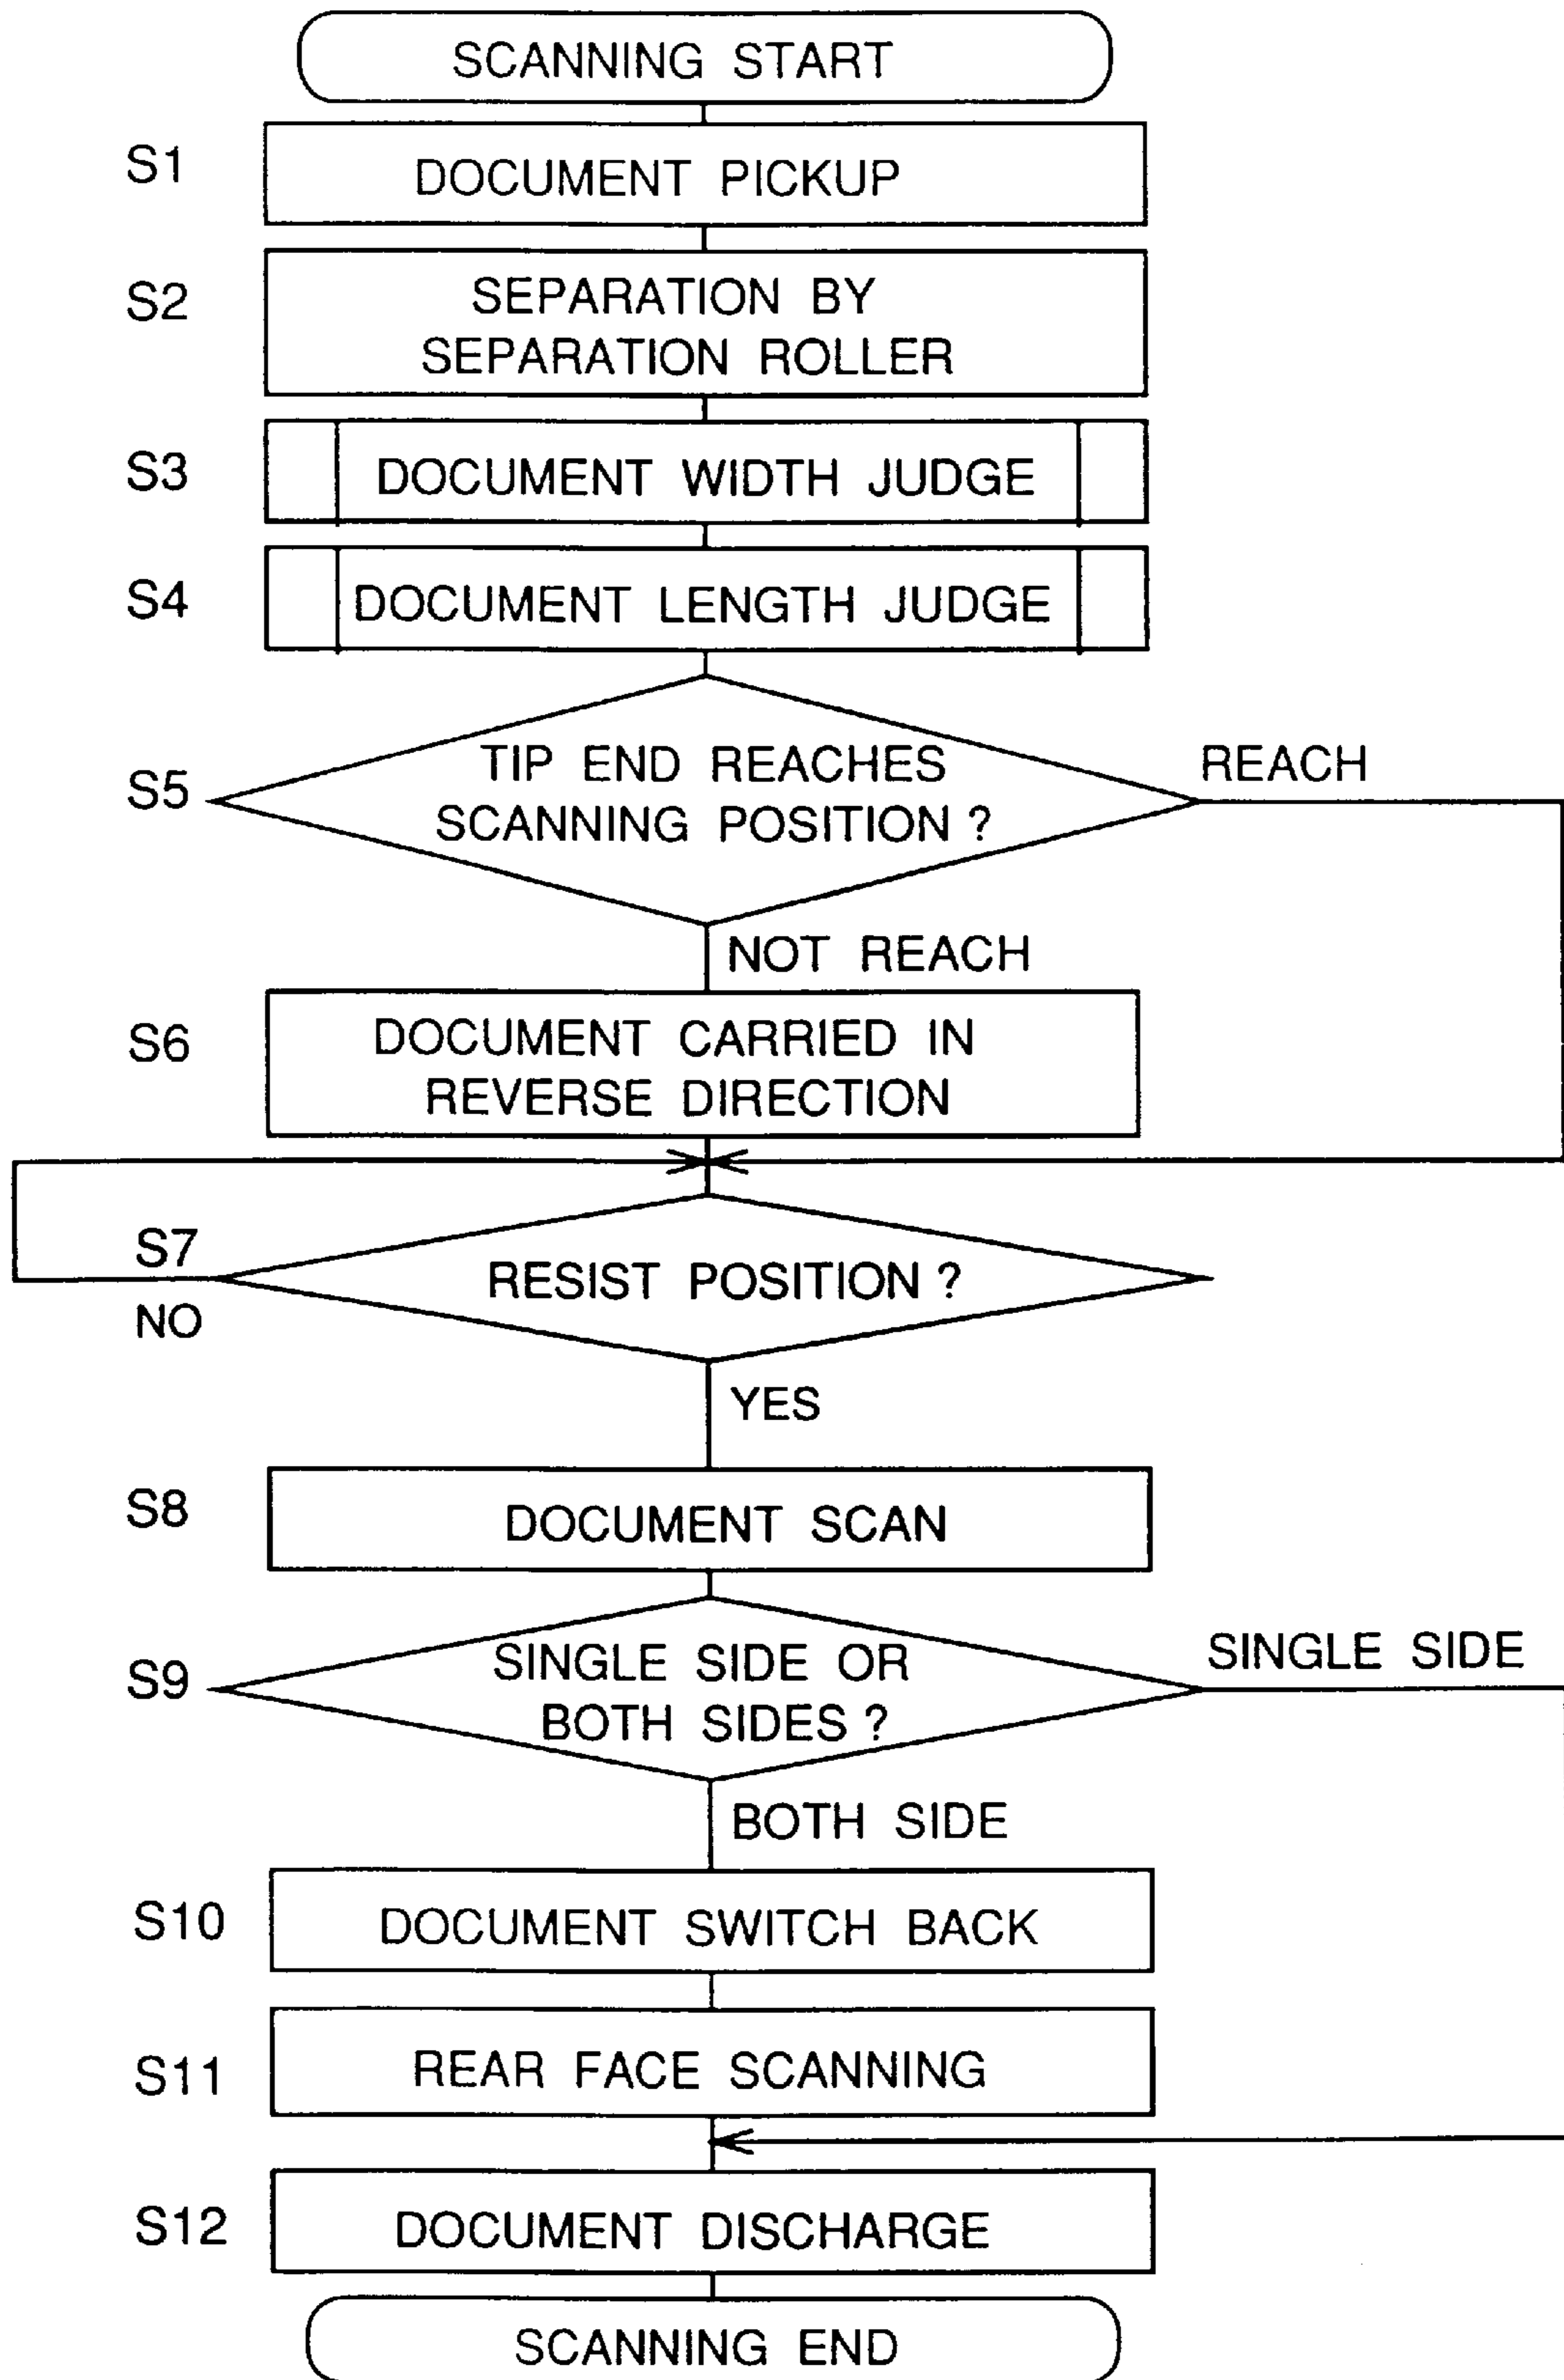 SCANNING START
S1
DOCUMENT PICKUP
S2
SEPARATION BY
SEPARATION ROLLER
S3
DOCUMENT WIDTH JUDGE
S4
DOCUMENT LENGTH JUDGE
S5
TIP END REACHES
SCANNING POSITION ?
REACH
NOT REACH
S6
DOCUMENT CARRIED IN
REVERSE DIRECTION
S7
RESIST POSITION ?
NO
YES
S8
DOCUMENT SCAN
S9
SINGLE SIDE OR
BOTH SIDES ?
SINGLE SIDE
BOTH SIDE
S10
DOCUMENT SWITCH BACK
S11
REAR FACE SCANNING
S12
DOCUMENT DISCHARGE
SCANNING END